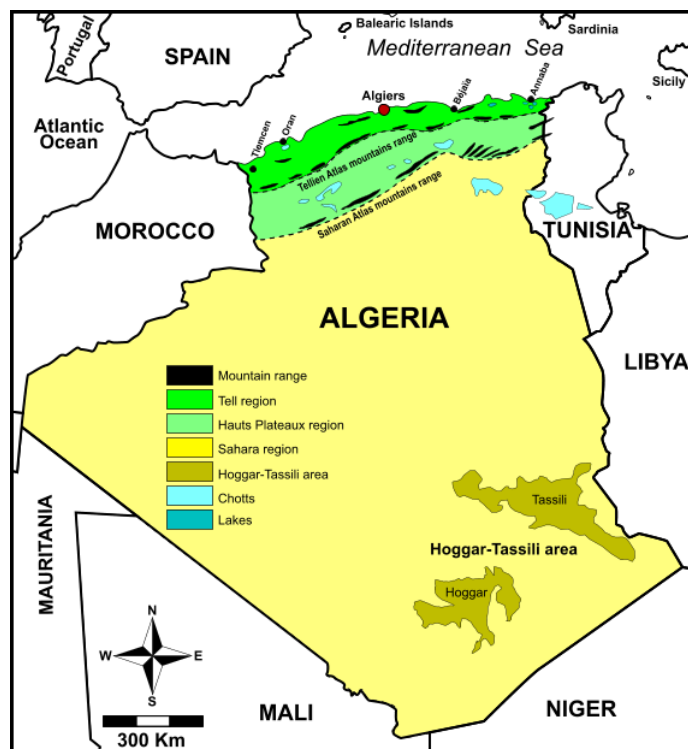 Balearic Islands
Sardinia
Portugal
SPAIN
Mediterranean Sea
Sicily
Atlantic
Ocean
Tlemcen
Oran
Algiers
Béjaïa
Annaba
Tellien Atlas mountains range
Saharan Atlas mountains range
MOROCCO
TUNISIA
ALGERIA
LIBYA
Mountain range
Tell region
Hauts Plateaux region
Sahara region
Hoggar-Tassili area
Chotts
Lakes
Tassili
Hoggar-Tassili area
Hoggar
MAURITANIA
N
W
E
S
300 Km
MALI
NIGER